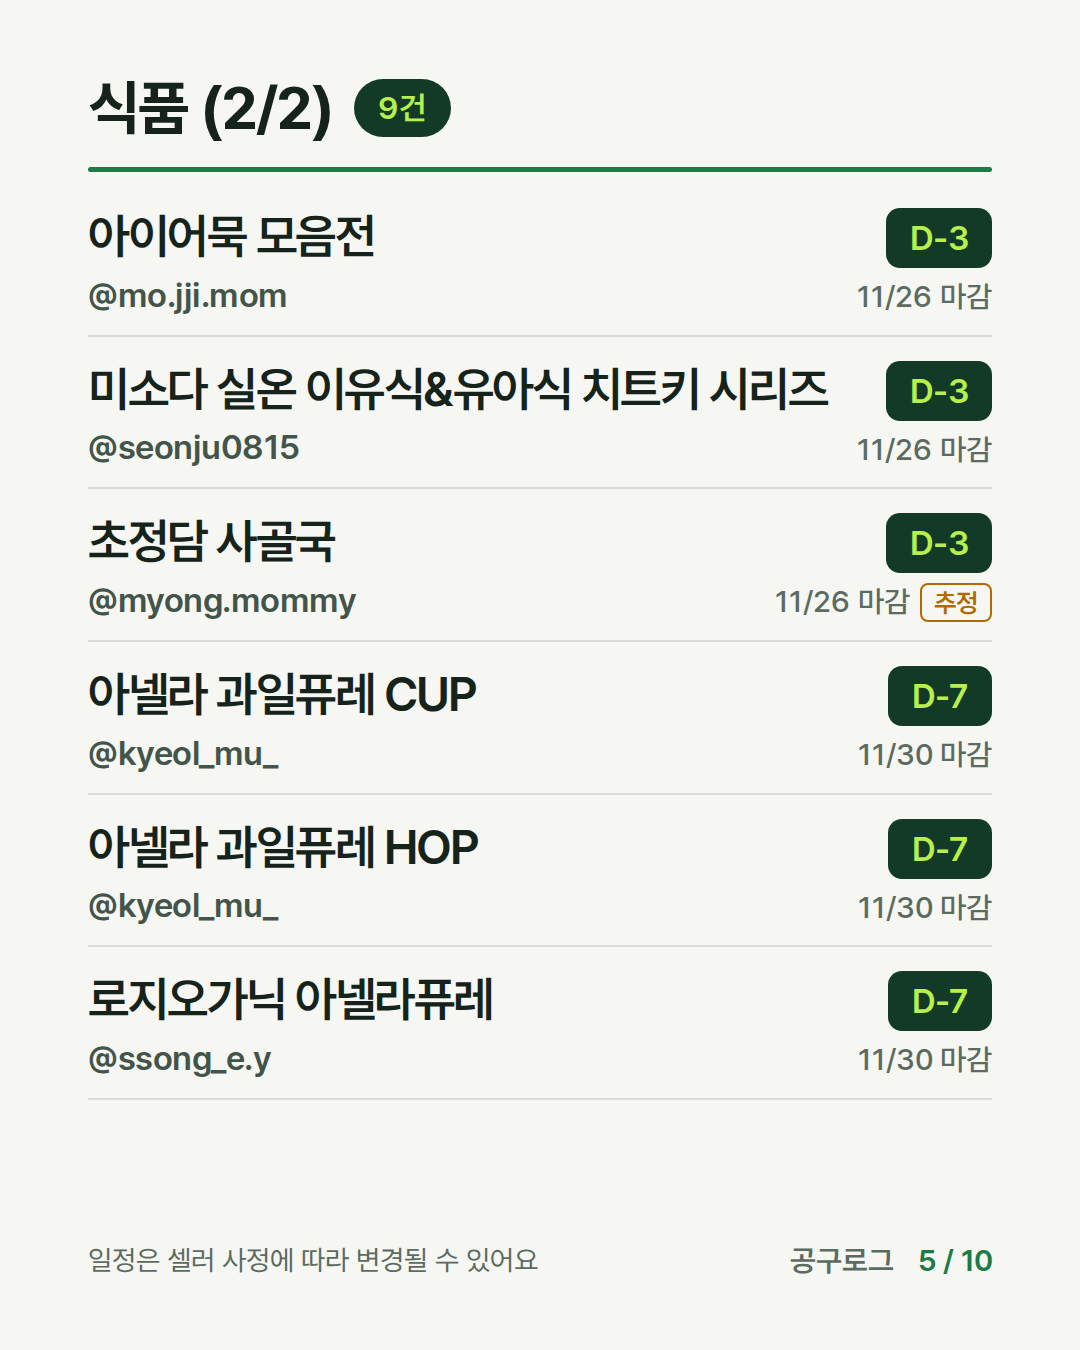 식품 (2/2) 9건
아이어묵 모음전 D-3
@mo.jji.mom 11/26 마감
미소다 실온 이유식&유아식 치트키 시리즈 D-3
@seonju0815 11/26 마감
초정담 사골국 D-3
@myong.mommy 11/26 마감 추정
아넬라 과일퓨레 CUP D-7
@kyeol_mu_ 11/30 마감
아넬라 과일퓨레 HOP D-7
@kyeol_mu_ 11/30 마감
로지오가닉 아넬라퓨레 D-7
@ssong_e.y 11/30 마감
일정은 셀러 사정에 따라 변경될 수 있어요 공구로그 5 / 10